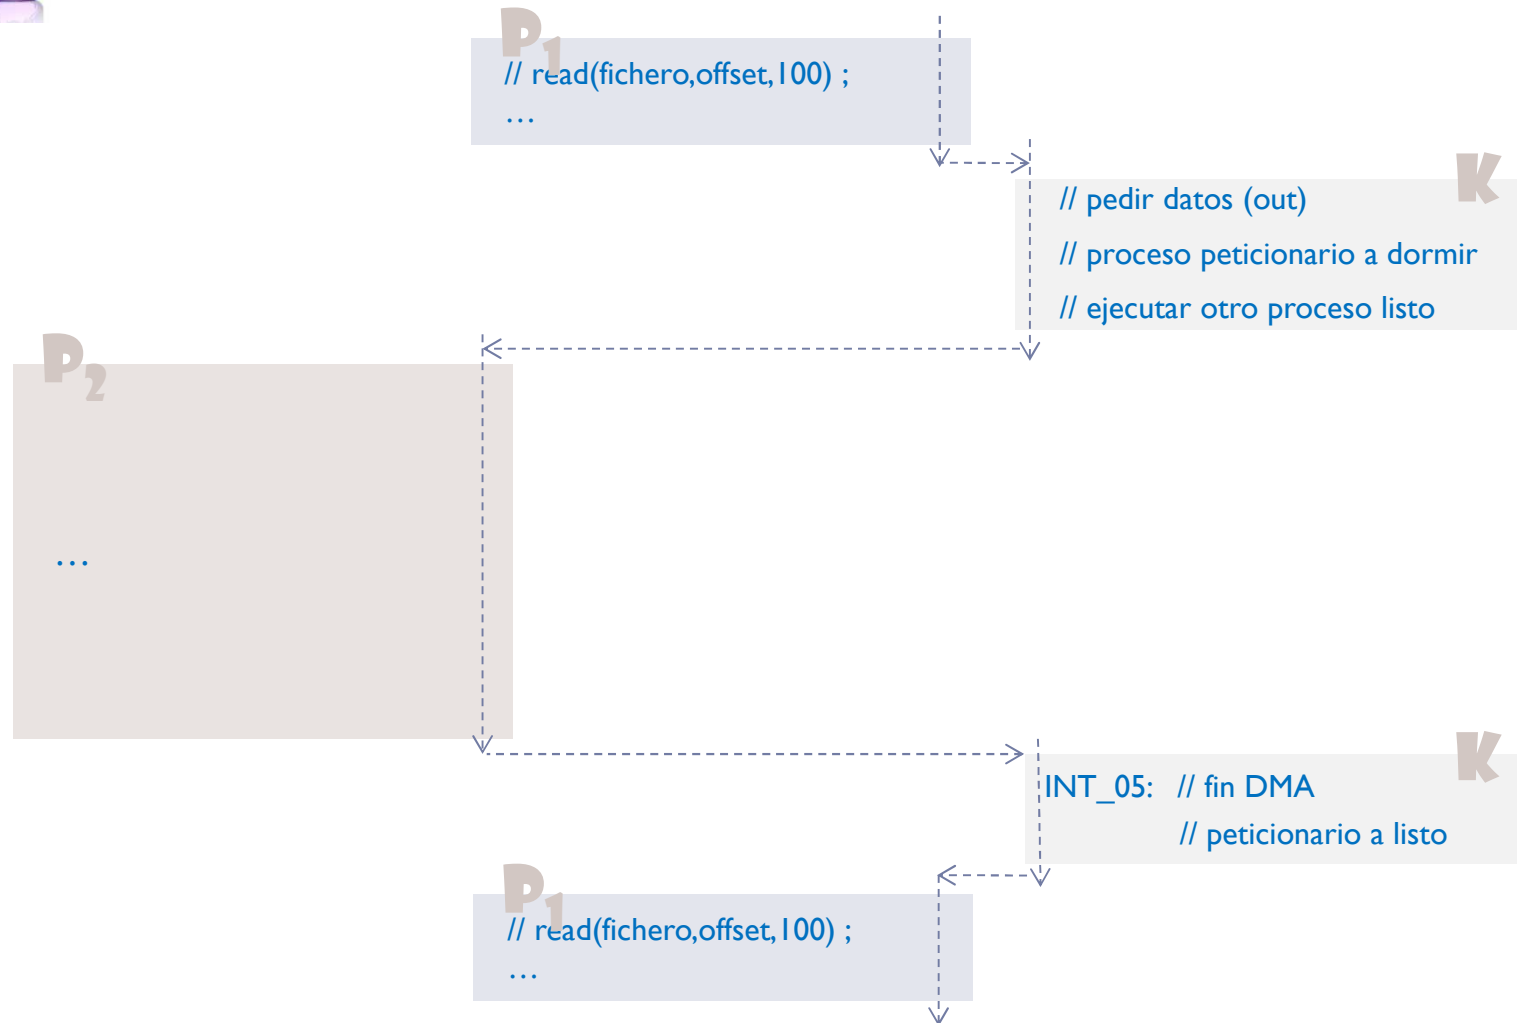 P1
// read(fichero,offset,100) ;
…
K
// pedir datos (out)
// proceso peticionario a dormir
// ejecutar otro proceso listo
P2
…
K
INT_05: // fin DMA
// peticionario a listo
P1
// read(fichero,offset,100) ;
…